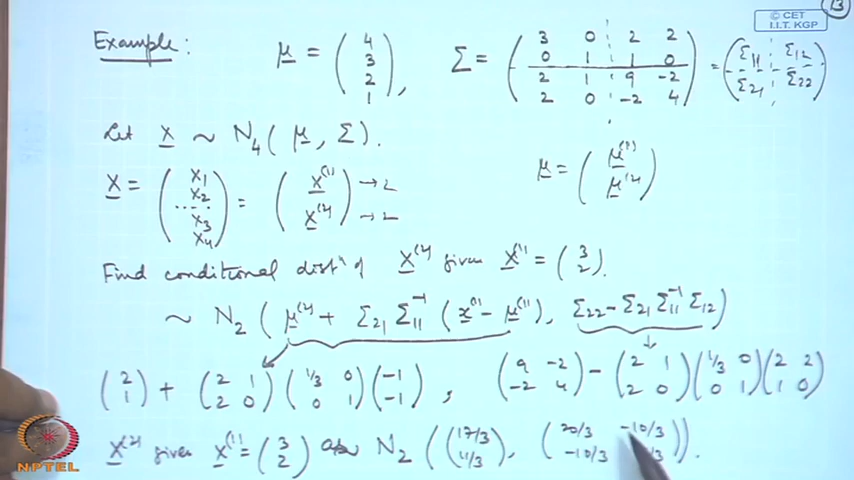 13
© CET
I.I.T. KGP
Example: μ = (4 3 2 1), Σ = (3 0 2 2; 0 1 1 0; 2 1 9 -2; 2 0 -2 4) = (Σ11 Σ12; Σ21 Σ22)
Let X ~ N4(μ, Σ).
X = (X1 X2 X3 X4) = (X^(1) → 2; X^(2) → 2) μ = (μ^(1); μ^(2))
Find conditional distⁿ of X^(2) given X^(1) = (3 2).
~ N2(μ^(2) + Σ21 Σ11^-1 (x^(1) - μ^(1)), Σ22 - Σ21 Σ11^-1 Σ12)
(2 1) + (2 1; 2 0)(1/3 0; 0 1)(-1 -1), (9 -2; -2 4) - (2 1; 2 0)(1/3 0; 0 1)(2 2; 1 0)
X^(2) given X^(1) = (3 2) N2((17/3 11/3), (20/3 -10/3; -10/3 /3)).
NPTEL